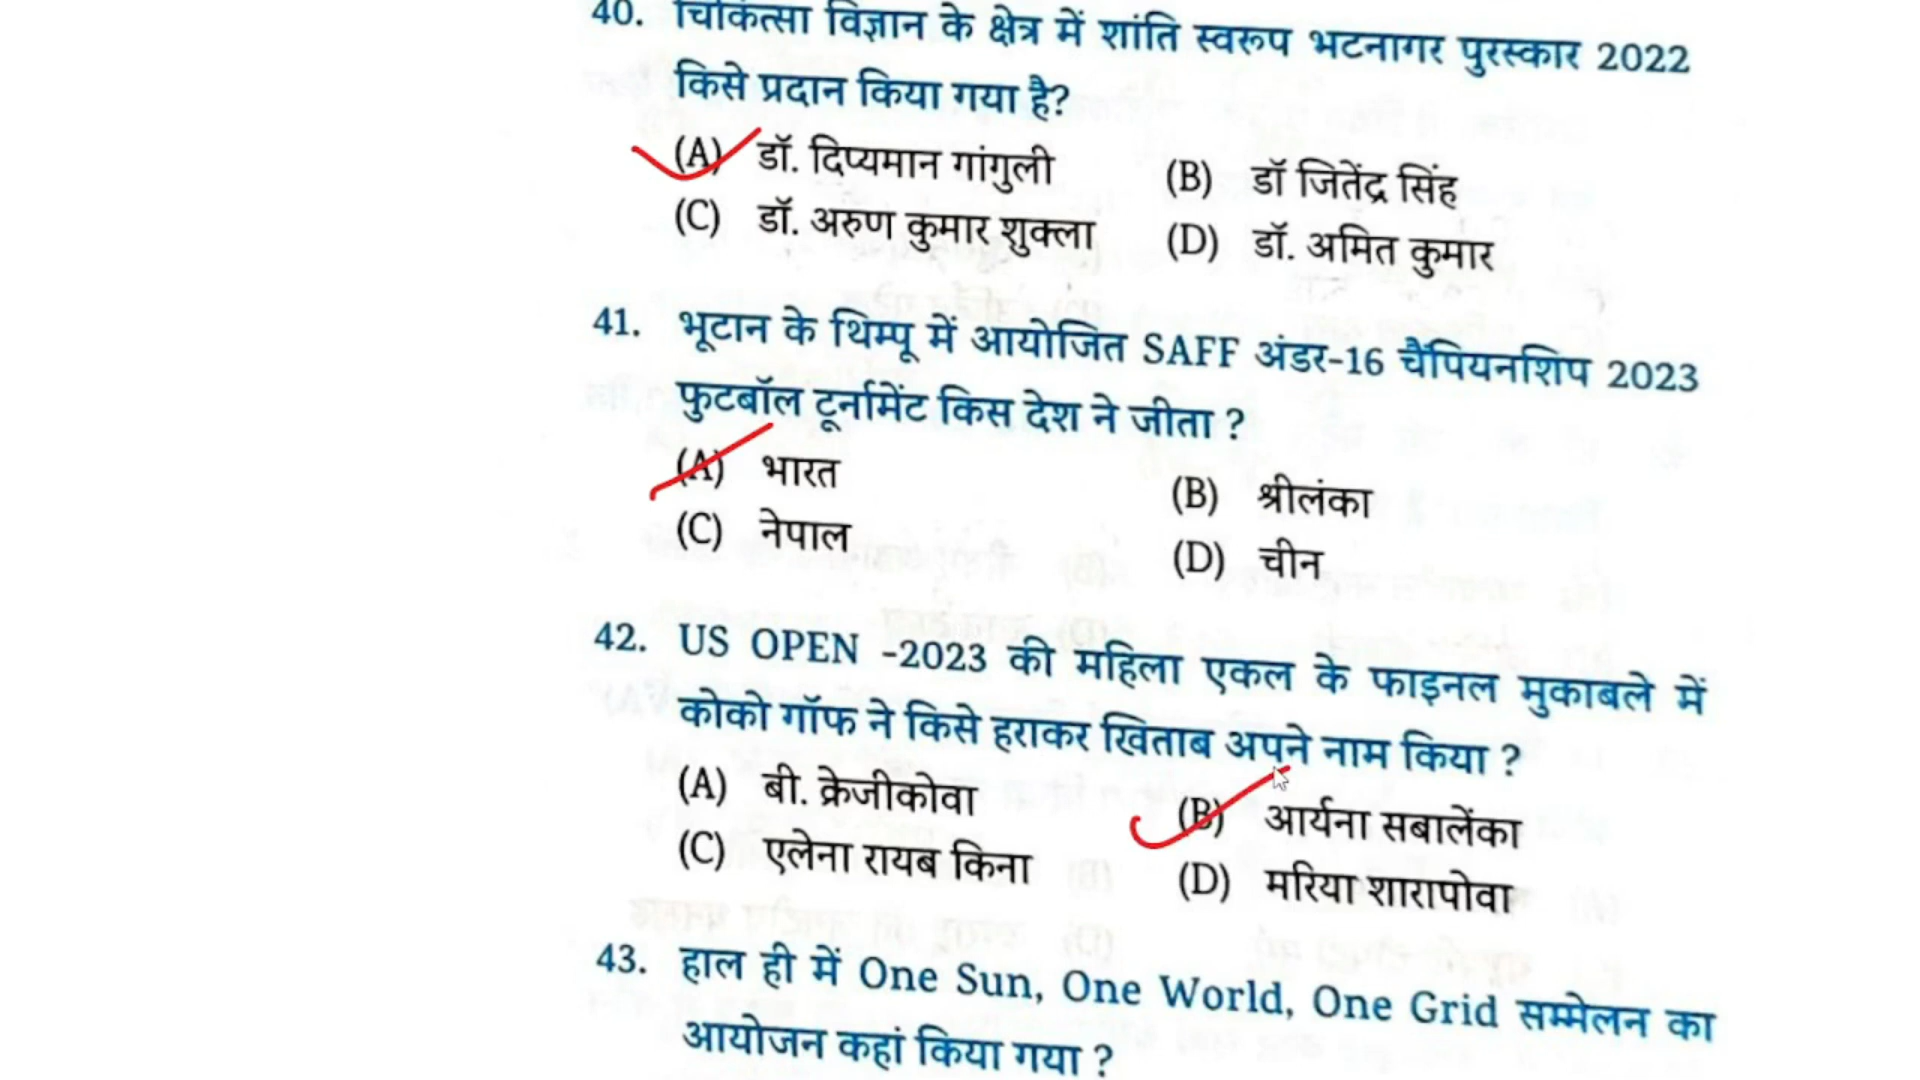 40. चिकित्सा विज्ञान के क्षेत्र में शांति स्वरूप भटनागर पुरस्कार 2022
किसे प्रदान किया गया है?
(A) डॉ. दिप्यमान गांगुली (B) डॉ जितेंद्र सिंह
(C) डॉ. अरुण कुमार शुक्ला (D) डॉ. अमित कुमार
41. भूटान के थिम्पू में आयोजित SAFF अंडर-16 चैंपियनशिप 2023
फुटबॉल टूर्नामेंट किस देश ने जीता ?
(A) भारत (B) श्रीलंका
(C) नेपाल (D) चीन
42. US OPEN -2023 की महिला एकल के फाइनल मुकाबले में
कोको गॉफ ने किसे हराकर खिताब अपने नाम किया ?
(A) बी. क्रेजीकोवा (B) आर्यना सबालेंका
(C) एलेना रायब किना (D) मरिया शारापोवा
43. हाल ही में One Sun, One World, One Grid सम्मेलन का
आयोजन कहां किया गया ?